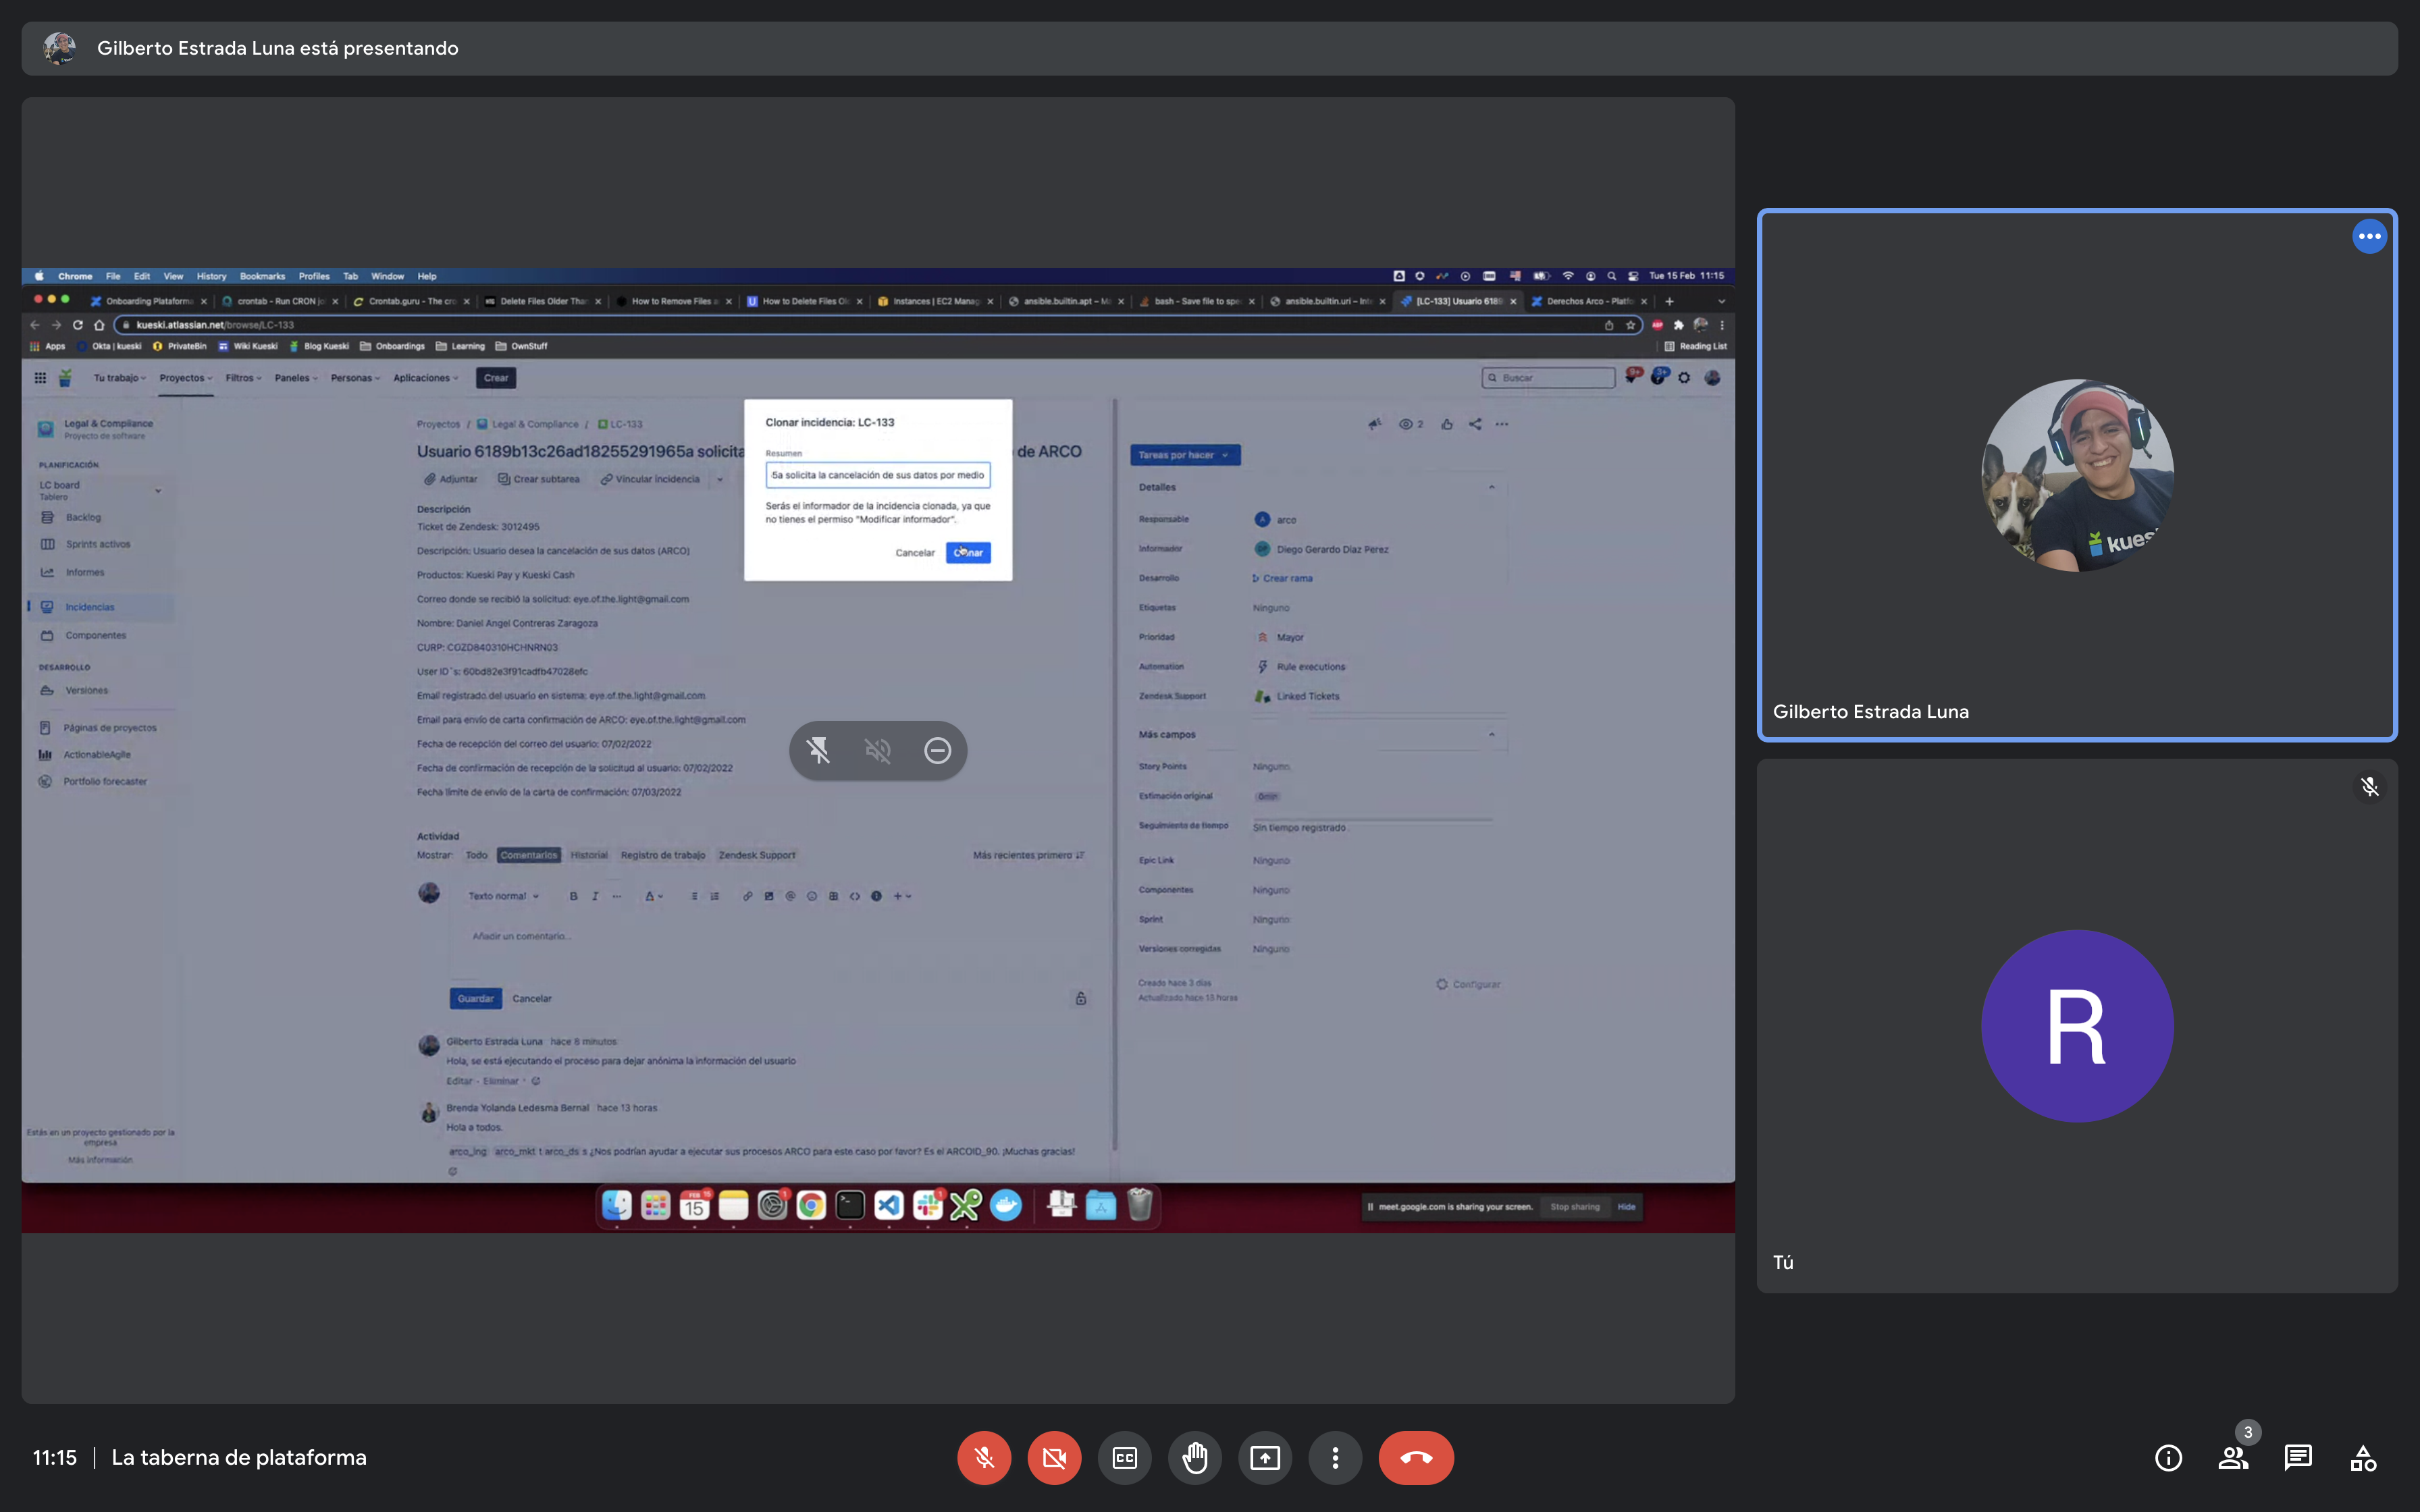 Gilberto Estrada Luna está presentando
Chrome File Edit View History Bookmarks Profiles Tab Window Help
Tue 15 Feb 11:15
Onboarding Plataforma
crontab - Run CRON jo
Crontab.guru - The cro
Delete Files Older Than
How to Remove Files
How to Delete Files Ol
Instances | EC2 Manag
ansible.builtin.apt – M
bash - Save file to spe
ansible.builtin.uri – Int
[LC-133] Usuario 6189
Derechos Arco - Platfo
kueski.atlassian.net/browse/LC-133
Apps Okta | kueski PrivateBin Wiki Kueski Blog Kueski Onboardings Learning OwnStuff
Reading List
Tu trabajo Proyectos Filtros Paneles Personas Aplicaciones Crear
Buscar
9+
3+
Legal & Compliance
Proyecto de software
PLANIFICACIÓN
LC board
Tablero
Backlog
Sprints activos
Informes
Incidencias
Componentes
DESARROLLO
Versiones
Páginas de proyectos
ActionableAgile
Portfolio forecaster
Estás en un proyecto gestionado por la
empresa
Más información
Proyectos / Legal & Compliance / LC-133
Usuario 6189b13c26ad18255291965a solicita
de ARCO
Adjuntar Crear subtarea Vincular incidencia
Descripción
Ticket de Zendesk: 3012495
Descripción: Usuario desea la cancelación de sus datos (ARCO)
Productos: Kueski Pay y Kueski Cash
Correo donde se recibió la solicitud: eye.of.the.light@gmail.com
Nombre: Daniel Angel Contreras Zaragoza
CURP: COZD840310HCHNRN03
User ID´s: 60bd82e3f91cadfb47028efc
Email registrado del usuario en sistema: eye.of.the.light@gmail.com
Email para envío de carta confirmación de ARCO: eye.of.the.light@gmail.com
Fecha de recepción del correo del usuario: 07/02/2022
Fecha de confirmación de recepción de la solicitud al usuario: 07/02/2022
Fecha límite de envío de la carta de confirmación: 07/03/2022
Actividad
Mostrar: Todo Comentarios Historial Registro de trabajo Zendesk Support
Más recientes primero
Texto normal
Añadir un comentario...
Guardar Cancelar
Gilberto Estrada Luna hace 8 minutos
Hola, se está ejecutando el proceso para dejar anónima la información del usuario
Editar · Eliminar ·
Brenda Yolanda Ledesma Bernal hace 13 horas
Hola a todos.
arco_ing arco_mkt t arco_ds s ¿Nos podrían ayudar a ejecutar sus procesos ARCO para este caso por favor? Es el ARCOID_90. ¡Muchas gracias!
Clonar incidencia: LC-133
Resumen
5a solicita la cancelación de sus datos por medio
Serás el informador de la incidencia clonada, ya que
no tienes el permiso "Modificar informador".
Cancelar Clonar
2
Tareas por hacer
Detalles
Responsable arco
Informador Diego Gerardo Diaz Perez
Desarrollo Crear rama
Etiquetas Ninguno
Prioridad Mayor
Automation Rule executions
Zendesk Support Linked Tickets
Más campos
Story Points Ninguno
Estimación original 0min
Seguimiento de tiempo Sin tiempo registrado
Epic Link Ninguno
Componentes Ninguno
Sprint Ninguno
Versiones corregidas Ninguno
Creado hace 3 días
Actualizado hace 13 horas
Configurar
FEB
15
meet.google.com is sharing your screen. Stop sharing Hide
kues
Gilberto Estrada Luna
R
Tú
11:15 | La taberna de plataforma
CC
3